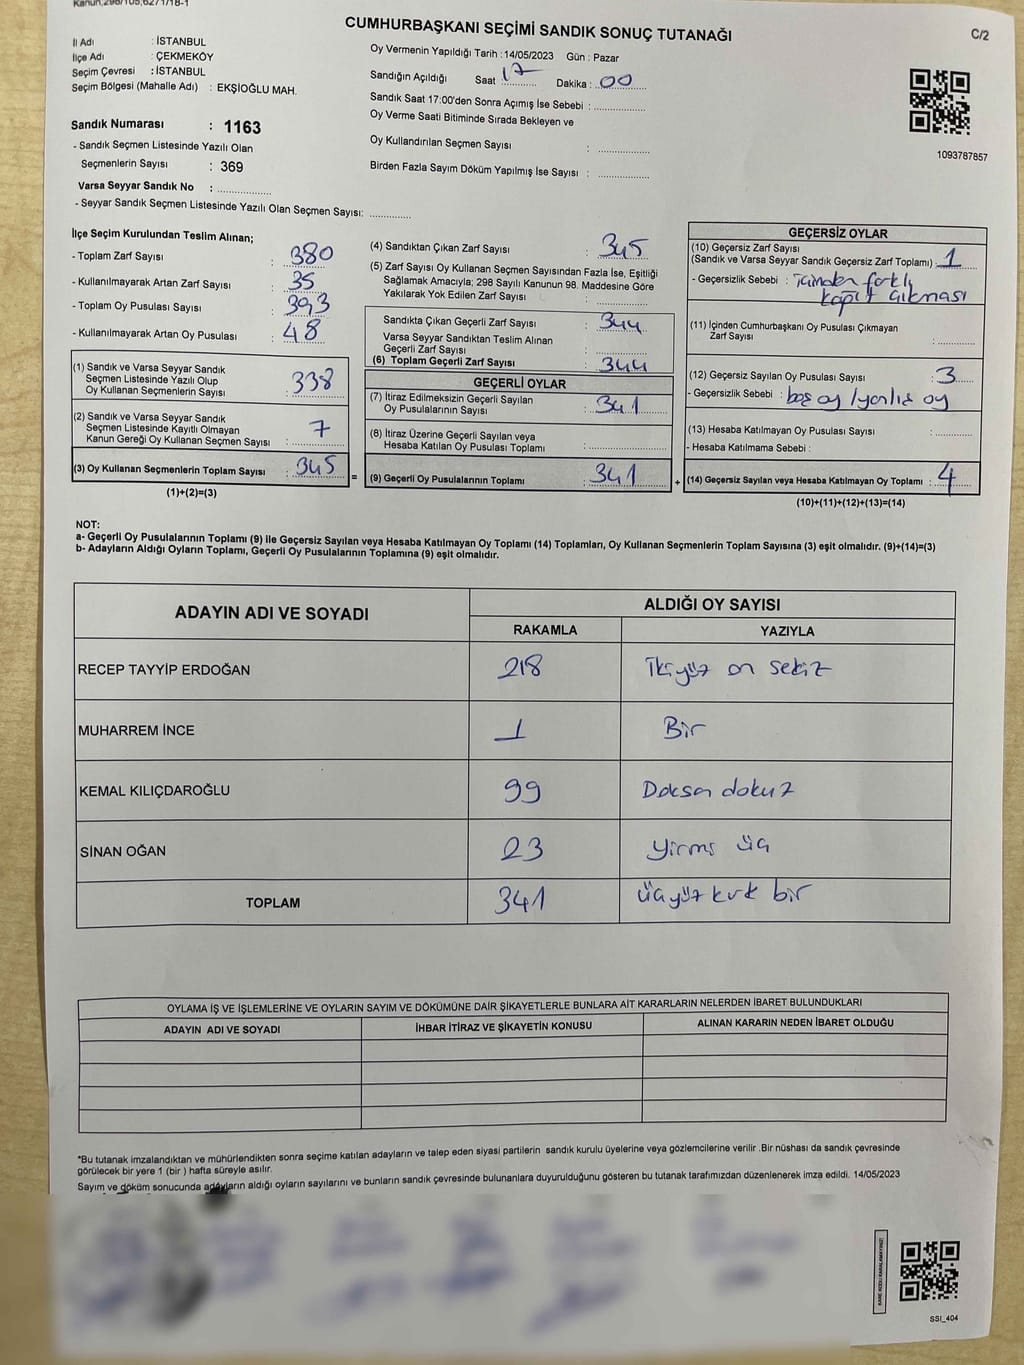 Kanun,298/105,6271/18-1
CUMHURBAŞKANI SEÇİMİ SANDIK SONUÇ TUTANAĞI
C/2
İl Adı : İSTANBUL
İlçe Adı : ÇEKMEKÖY
Seçim Çevresi : İSTANBUL
Seçim Bölgesi (Mahalle Adı) : EKŞİOĞLU MAH.
Sandık Numarası : 1163
- Sandık Seçmen Listesinde Yazılı Olan
Seçmenlerin Sayısı : 369
Varsa Seyyar Sandık No :
- Seyyar Sandık Seçmen Listesinde Yazılı Olan Seçmen Sayısı:
Oy Vermenin Yapıldığı Tarih : 14/05/2023 Gün : Pazar
Sandığın Açıldığı Saat : 17 Dakika : 00
Sandık Saat 17:00'den Sonra Açımış İse Sebebi :
Oy Verme Saati Bitiminde Sırada Bekleyen ve
Oy Kullandırılan Seçmen Sayısı :
Birden Fazla Sayım Döküm Yapılmış İse Sayısı :
1093787857
İlçe Seçim Kurulundan Teslim Alınan;
- Toplam Zarf Sayısı : 380
- Kullanılmayarak Artan Zarf Sayısı : 35
- Toplam Oy Pusulası Sayısı : 393
- Kullanılmayarak Artan Oy Pusulası : 48
(1) Sandık ve Varsa Seyyar Sandık
Seçmen Listesinde Yazılı Olup
Oy Kullanan Seçmenlerin Sayısı : 338
(2) Sandık ve Varsa Seyyar Sandık
Seçmen Listesinde Kayıtlı Olmayan
Kanun Gereği Oy Kullanan Seçmen Sayısı : 7
(3) Oy Kullanan Seçmenlerin Toplam Sayısı : 345
(1)+(2)=(3)
(4) Sandıktan Çıkan Zarf Sayısı : 345
(5) Zarf Sayısı Oy Kullanan Seçmen Sayısından Fazla İse, Eşitliği
Sağlamak Amacıyla; 298 Sayılı Kanunun 98. Maddesine Göre
Yakılarak Yok Edilen Zarf Sayısı :
Sandıkta Çıkan Geçerli Zarf Sayısı : 344
Varsa Seyyar Sandıktan Teslim Alınan
Geçerli Zarf Sayısı :
(6) Toplam Geçerli Zarf Sayısı : 344
GEÇERLİ OYLAR
(7) İtiraz Edilmeksizin Geçerli Sayılan
Oy Pusulalarının Sayısı : 341
(8) İtiraz Üzerine Geçerli Sayılan veya
Hesaba Katılan Oy Pusulası Toplamı :
= (9) Geçerli Oy Pusulalarının Toplamı : 341 +
GEÇERSİZ OYLAR
(10) Geçersiz Zarf Sayısı
(Sandık ve Varsa Seyyar Sandık Geçersiz Zarf Toplamı) : 1
- Geçersizlik Sebebi : içinden farklı
kağıt çıkması
(11) İçinden Cumhurbaşkanı Oy Pusulası Çıkmayan
Zarf Sayısı :
(12) Geçersiz Sayılan Oy Pusulası Sayısı : 3
- Geçersizlik Sebebi : boş oy / yanlış oy
(13) Hesaba Katılmayan Oy Pusulası Sayısı :
- Hesaba Katılmama Sebebi :
(14) Geçersiz Sayılan veya Hesaba Katılmayan Oy Toplamı : 4
(10)+(11)+(12)+(13)=(14)
NOT:
a- Geçerli Oy Pusulalarının Toplamı (9) ile Geçersiz Sayılan veya Hesaba Katılmayan Oy Toplamı (14) Toplamları, Oy Kullanan Seçmenlerin Toplam Sayısına (3) eşit olmalıdır. (9)+(14)=(3)
b- Adayların Aldığı Oyların Toplamı, Geçerli Oy Pusulalarının Toplamına (9) eşit olmalıdır.
ADAYIN ADI VE SOYADI ALDIĞI OY SAYISI
RAKAMLA YAZIYLA
RECEP TAYYİP ERDOĞAN 218 İkiyüz on sekiz
MUHARREM İNCE 1 Bir
KEMAL KILIÇDAROĞLU 99 Doksan dokuz
SİNAN OĞAN 23 Yirmi üç
TOPLAM 341 Üçyüz kırk bir
OYLAMA İŞ VE İŞLEMLERİNE VE OYLARIN SAYIM VE DÖKÜMÜNE DAİR ŞİKAYETLERLE BUNLARA AİT KARARLARIN NELERDEN İBARET BULUNDUKLARI
ADAYIN ADI VE SOYADI İHBAR İTİRAZ VE ŞİKAYETİN KONUSU ALINAN KARARIN NEDEN İBARET OLDUĞU
*Bu tutanak imzalandıktan ve mühürlendikten sonra seçime katılan adayların ve talep eden siyasi partilerin sandık kurulu üyelerine veya gözlemcilerine verilir .Bir nüshası da sandık çevresinde
görülecek bir yere 1 (bir ) hafta süreyle asılır.
Sayım ve döküm sonucunda adayların aldığı oyların sayılarını ve bunların sandık çevresinde bulunanlara duyurulduğunu gösteren bu tutanak tarafımızdan düzenlenerek imza edildi. 14/05/2023
KARE KODU KARALAMAYINIZ!
SSI_404